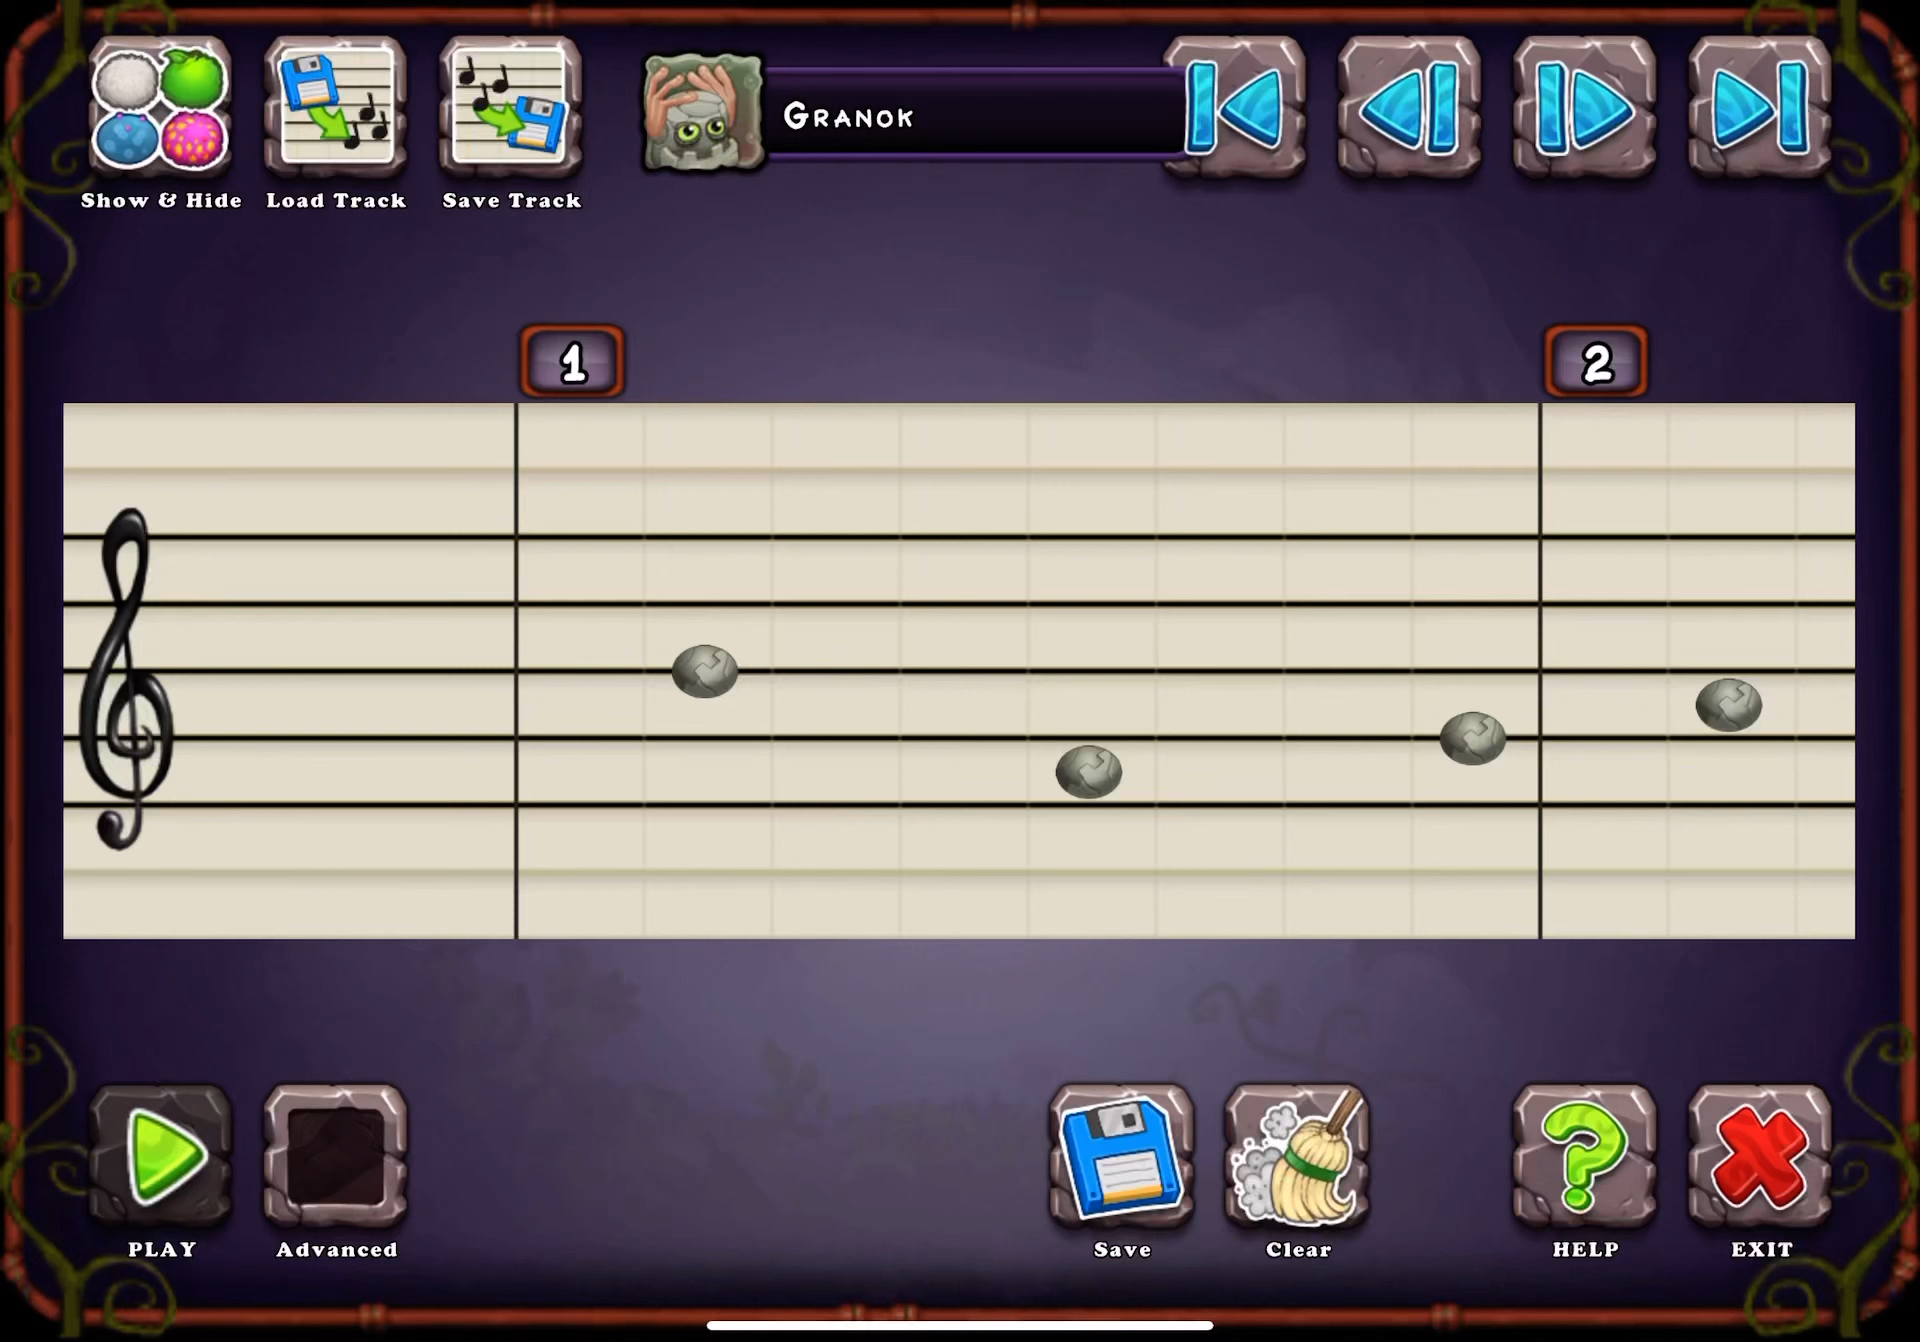 Show & Hide
Load Track
Save Track
Granok
1
2
PLAY
Advanced
Save
Clear
HELP
EXIT